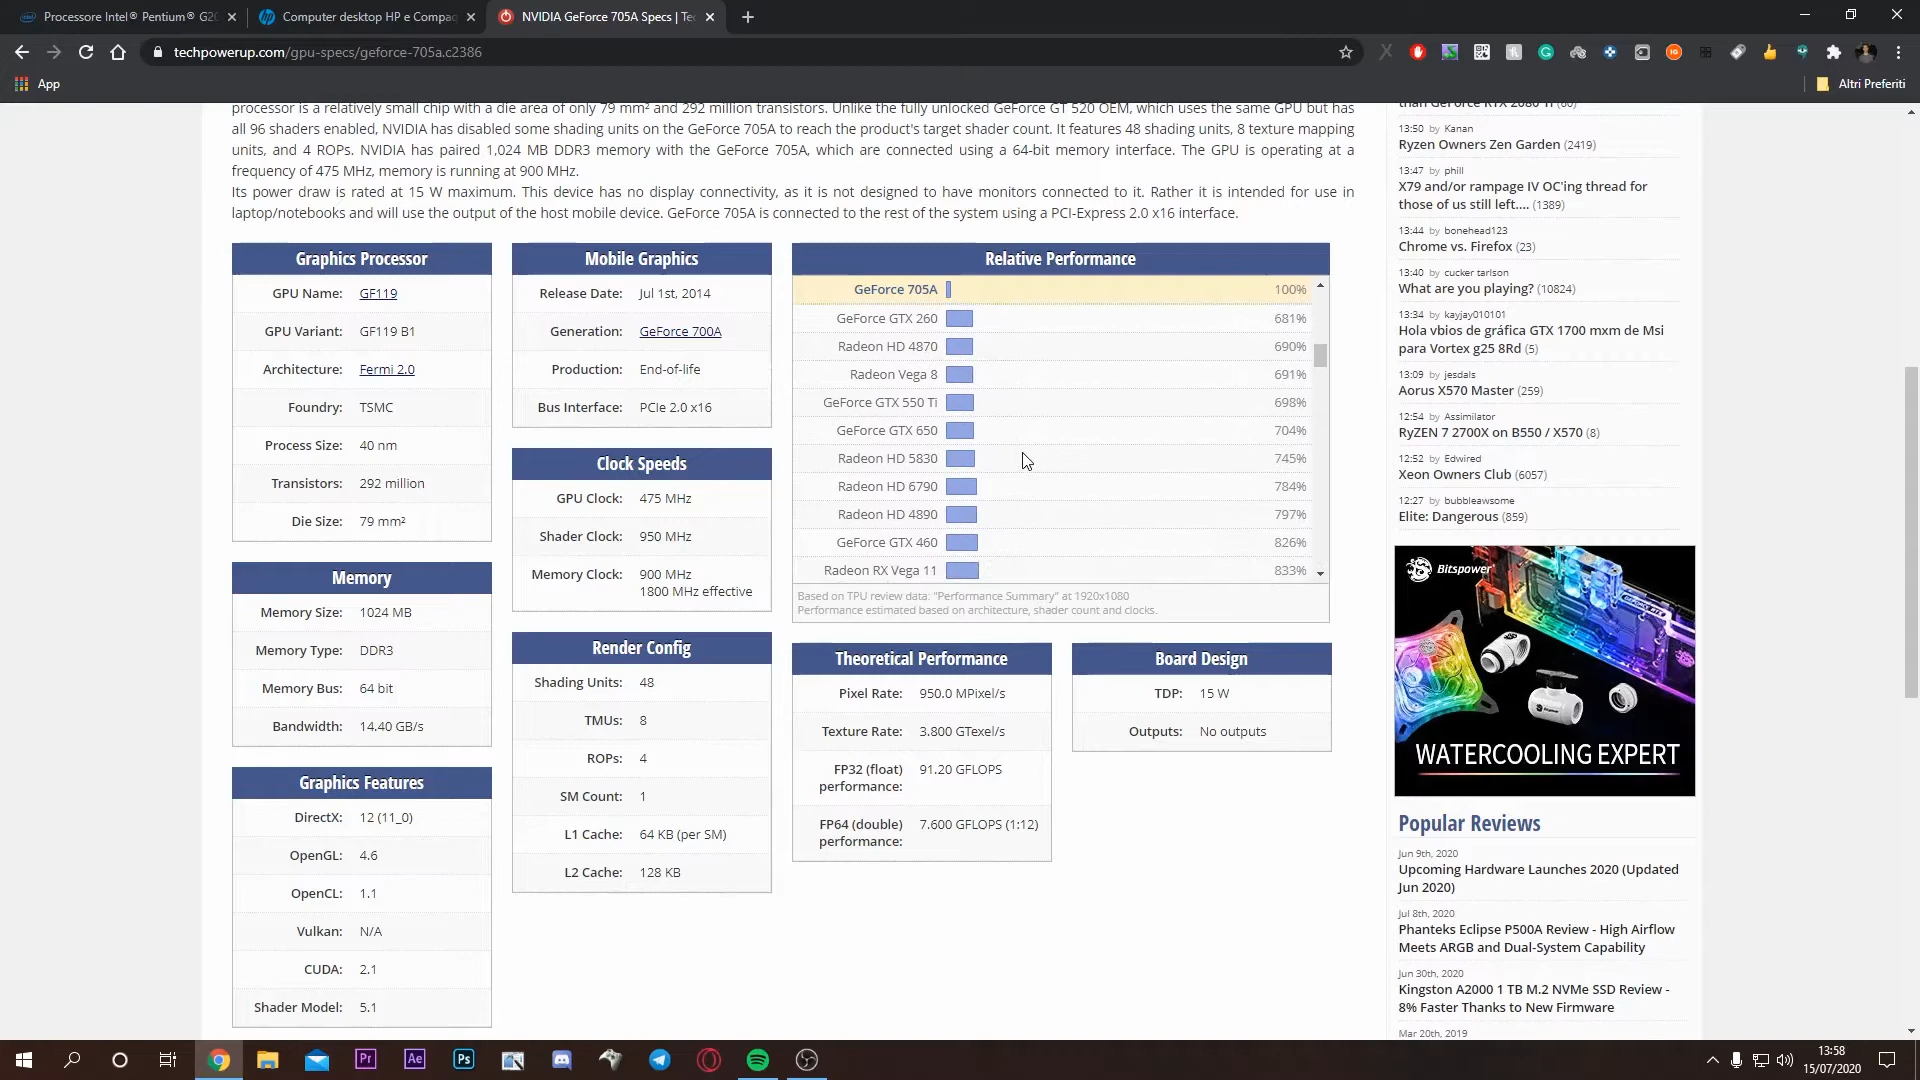 Processore Intel® Pentium® G20
Computer desktop HP e Compaq
NVIDIA GeForce 705A Specs | Tec
techpowerup.com/gpu-specs/geforce-705a.c2386
App
Altri Preferiti
processor is a relatively small chip with a die area of only 79 mm² and 292 million transistors. Unlike the fully unlocked GeForce GT 520 OEM, which uses the same GPU but has
all 96 shaders enabled, NVIDIA has disabled some shading units on the GeForce 705A to reach the product's target shader count. It features 48 shading units, 8 texture mapping
units, and 4 ROPs. NVIDIA has paired 1,024 MB DDR3 memory with the GeForce 705A, which are connected using a 64-bit memory interface. The GPU is operating at a
frequency of 475 MHz, memory is running at 900 MHz.
Its power draw is rated at 15 W maximum. This device has no display connectivity, as it is not designed to have monitors connected to it. Rather it is intended for use in
laptop/notebooks and will use the output of the host mobile device. GeForce 705A is connected to the rest of the system using a PCI-Express 2.0 x16 interface.
Graphics Processor
GPU Name: GF119
GPU Variant: GF119 B1
Architecture: Fermi 2.0
Foundry: TSMC
Process Size: 40 nm
Transistors: 292 million
Die Size: 79 mm²
Memory
Memory Size: 1024 MB
Memory Type: DDR3
Memory Bus: 64 bit
Bandwidth: 14.40 GB/s
Graphics Features
DirectX: 12 (11_0)
OpenGL: 4.6
OpenCL: 1.1
Vulkan: N/A
CUDA: 2.1
Shader Model: 5.1
Mobile Graphics
Release Date: Jul 1st, 2014
Generation: GeForce 700A
Production: End-of-life
Bus Interface: PCIe 2.0 x16
Clock Speeds
GPU Clock: 475 MHz
Shader Clock: 950 MHz
Memory Clock: 900 MHz
1800 MHz effective
Render Config
Shading Units: 48
TMUs: 8
ROPs: 4
SM Count: 1
L1 Cache: 64 KB (per SM)
L2 Cache: 128 KB
Relative Performance
GeForce 705A 100%
GeForce GTX 260 681%
Radeon HD 4870 690%
Radeon Vega 8 691%
GeForce GTX 550 Ti 698%
GeForce GTX 650 704%
Radeon HD 5830 745%
Radeon HD 6790 784%
Radeon HD 4890 797%
GeForce GTX 460 826%
Radeon RX Vega 11 833%
Based on TPU review data: "Performance Summary" at 1920x1080
Performance estimated based on architecture, shader count and clocks.
Theoretical Performance
Pixel Rate: 950.0 MPixel/s
Texture Rate: 3.800 GTexel/s
FP32 (float) 91.20 GFLOPS
performance:
FP64 (double) 7.600 GFLOPS (1:12)
performance:
Board Design
TDP: 15 W
Outputs: No outputs
than GeForce RTX 2080 Ti (60)
13:50 by Kanan
Ryzen Owners Zen Garden (2419)
13:47 by phill
X79 and/or rampage IV OC'ing thread for
those of us still left.... (1389)
13:44 by bonehead123
Chrome vs. Firefox (23)
13:40 by cucker tarlson
What are you playing? (10824)
13:34 by kayjay010101
Hola vbios de gráfica GTX 1700 mxm de Msi
para Vortex g25 8Rd (5)
13:09 by jesdals
Aorus X570 Master (259)
12:54 by Assimilator
RyZEN 7 2700X on B550 / X570 (8)
12:52 by Edwired
Xeon Owners Club (6057)
12:27 by bubbleawsome
Elite: Dangerous (859)
Bitspower
WATERCOOLING EXPERT
Popular Reviews
Jun 9th, 2020
Upcoming Hardware Launches 2020 (Updated
Jun 2020)
Jul 8th, 2020
Phanteks Eclipse P500A Review - High Airflow
Meets ARGB and Dual-System Capability
Jun 30th, 2020
Kingston A2000 1 TB M.2 NVMe SSD Review -
8% Faster Thanks to New Firmware
Mar 20th, 2019
Pr
Ae
Ps
13:58
15/07/2020